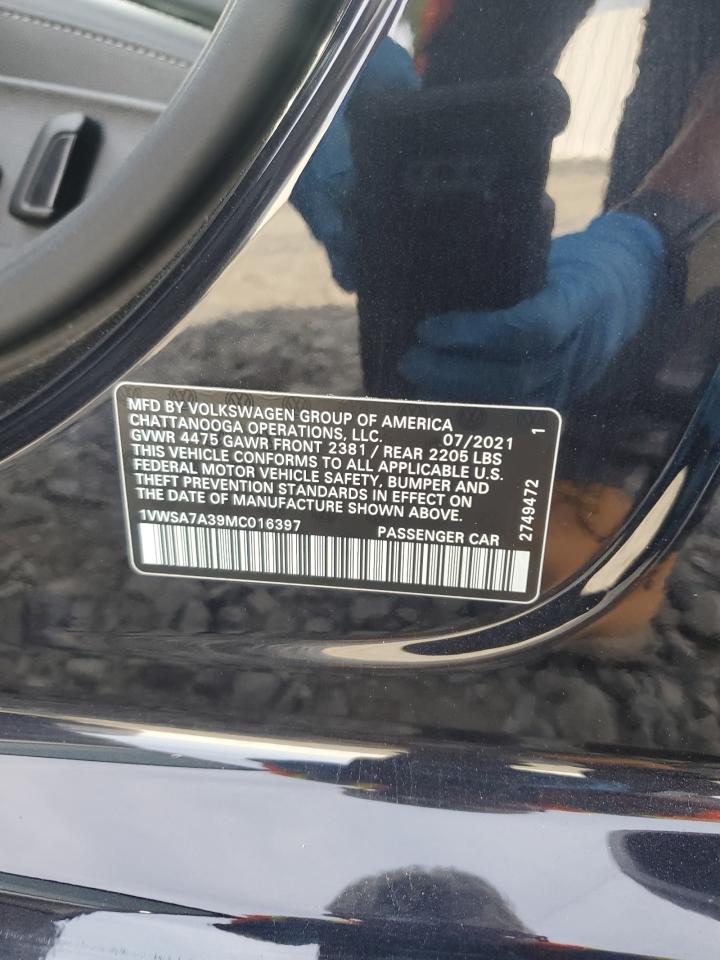 MFD BY VOLKSWAGEN GROUP OF AMERICA
CHATTANOOGA OPERATIONS, LLC. 07/2021 1
GVWR 4475 GAWR FRONT 2381 / REAR 2205 LBS
THIS VEHICLE CONFORMS TO ALL APPLICABLE U.S.
FEDERAL MOTOR VEHICLE SAFETY, BUMPER AND
THEFT PREVENTION STANDARDS IN EFFECT ON
THE DATE OF MANUFACTURE SHOWN ABOVE.
1VWSA7A39MC016397 PASSENGER CAR
2749472